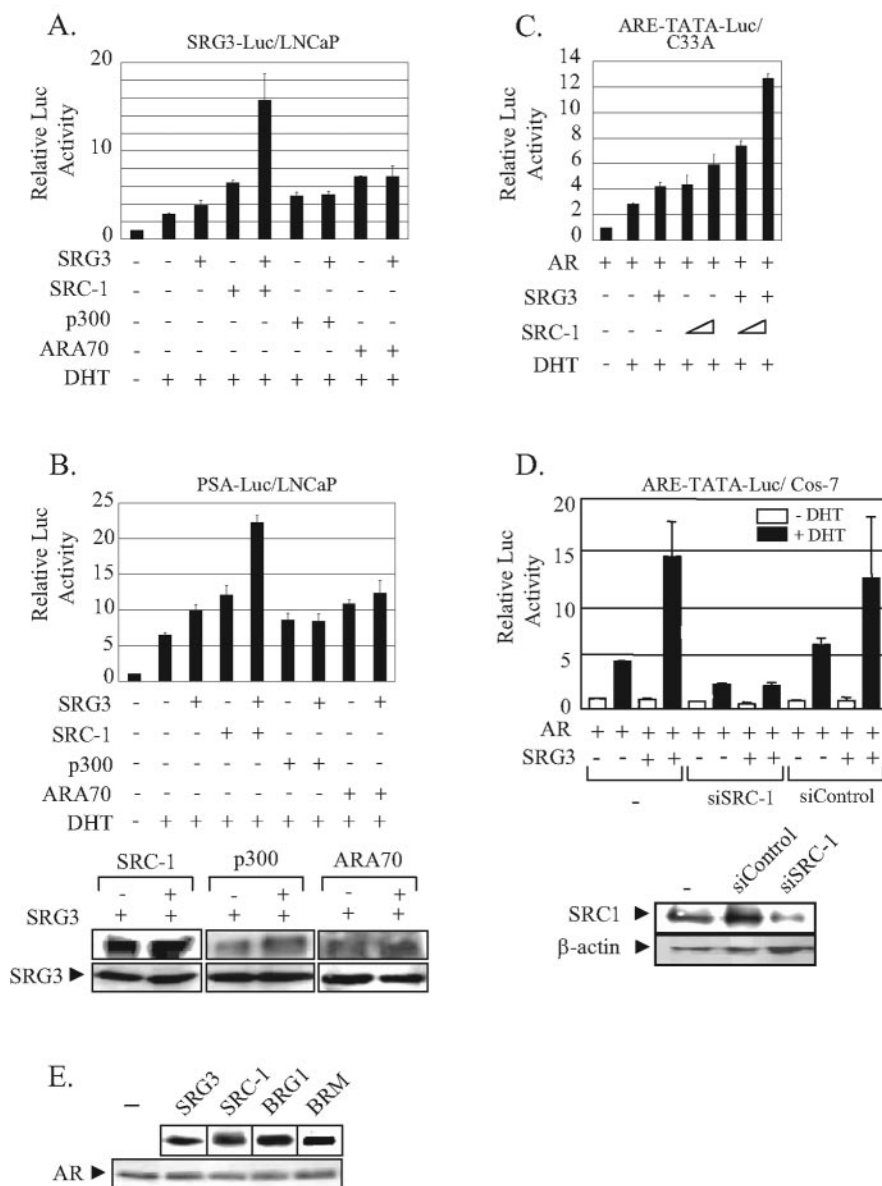 A.
SRG3-Luc/LNCaP
Relative Luc
Activity
20
15
10
5
0
SRG3 - - + - + - + - +
SRC-1 - - - + + - - - -
p300 - - - - - + + - -
ARA70 - - - - - - - + +
DHT - + + + + + + + +
B.
PSA-Luc/LNCaP
Relative Luc
Activity
25
20
15
10
5
0
SRG3 - - + - + - + - +
SRC-1 - - - + + - - - -
p300 - - - - - + + - -
ARA70 - - - - - - - + +
DHT - + + + + + + + +
SRC-1 p300 ARA70
- + - + - +
SRG3 + + + + + +
SRG3 ►
C.
ARE-TATA-Luc/
C33A
Relative Luc
Activity
14
12
10
8
6
4
2
0
AR + + + + + + +
SRG3 - - + - - + +
SRC-1 - - -
DHT - + + + + + +
D.
ARE-TATA-Luc/ Cos-7
Relative Luc
Activity
20
15
10
5
0
- DHT
+ DHT
AR + + + + + + + + + + + +
SRG3 - - + + - - + + - - + +
- siSRC-1 siControl
- siControl siSRC-1
SRC1 ►
β-actin ►
E.
– SRG3 SRC-1 BRG1 BRM
AR ►